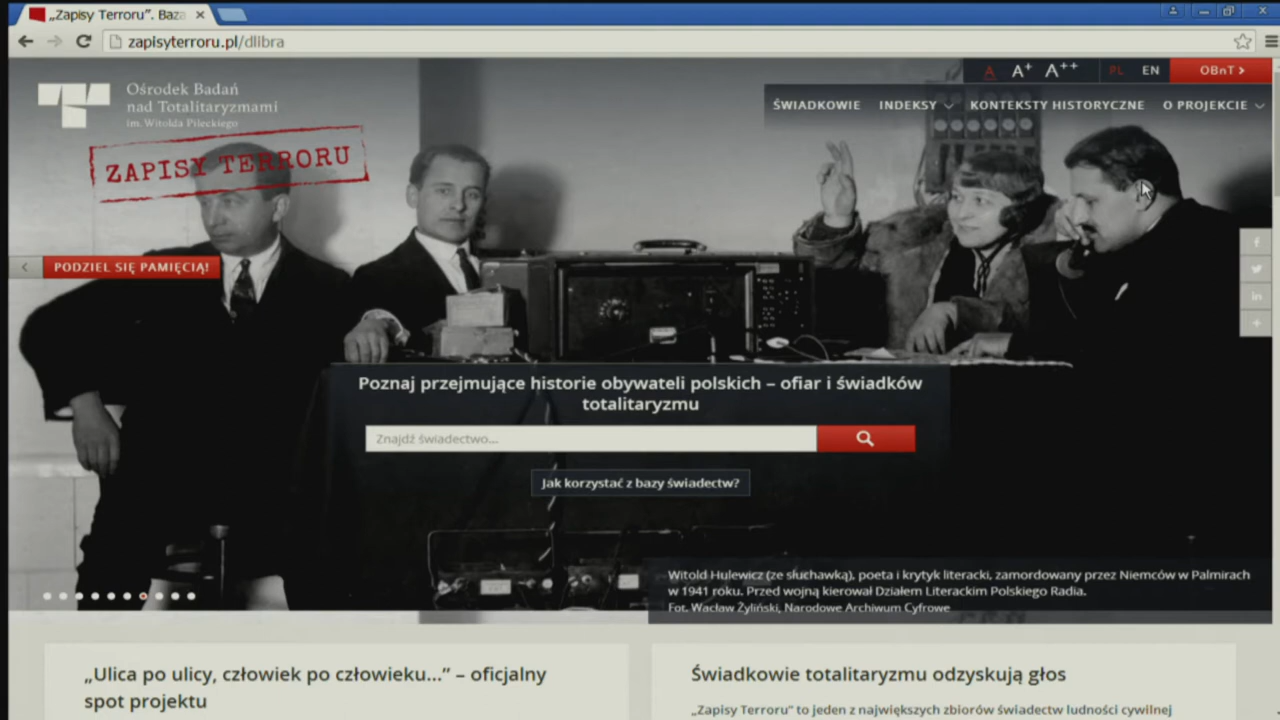 „Zapisy Terroru”. Baza
zapisyterroru.pl/dlibra
Ośrodek Badań
nad Totalitaryzmami
im. Witolda Pileckiego
ZAPISY TERRORU
A A+ A++ PL EN OBnT >
ŚWIADKOWIE INDEKSY KONTEKSTY HISTORYCZNE O PROJEKCIE
PODZIEL SIĘ PAMIĘCIĄ!
Poznaj przejmujące historie obywateli polskich – ofiar i świadków
totalitaryzmu
Znajdź świadectwo...
Jak korzystać z bazy świadectw?
Witold Hulewicz (ze słuchawką), poeta i krytyk literacki, zamordowany przez Niemców w Palmirach
w 1941 roku. Przed wojną kierował Działem Literackim Polskiego Radia.
Fot. Wacław Żyliński, Narodowe Archiwum Cyfrowe
„Ulica po ulicy, człowiek po człowieku...” – oficjalny
spot projektu
Świadkowie totalitaryzmu odzyskują głos
„Zapisy Terroru” to jeden z największych zbiorów świadectw ludności cywilnej